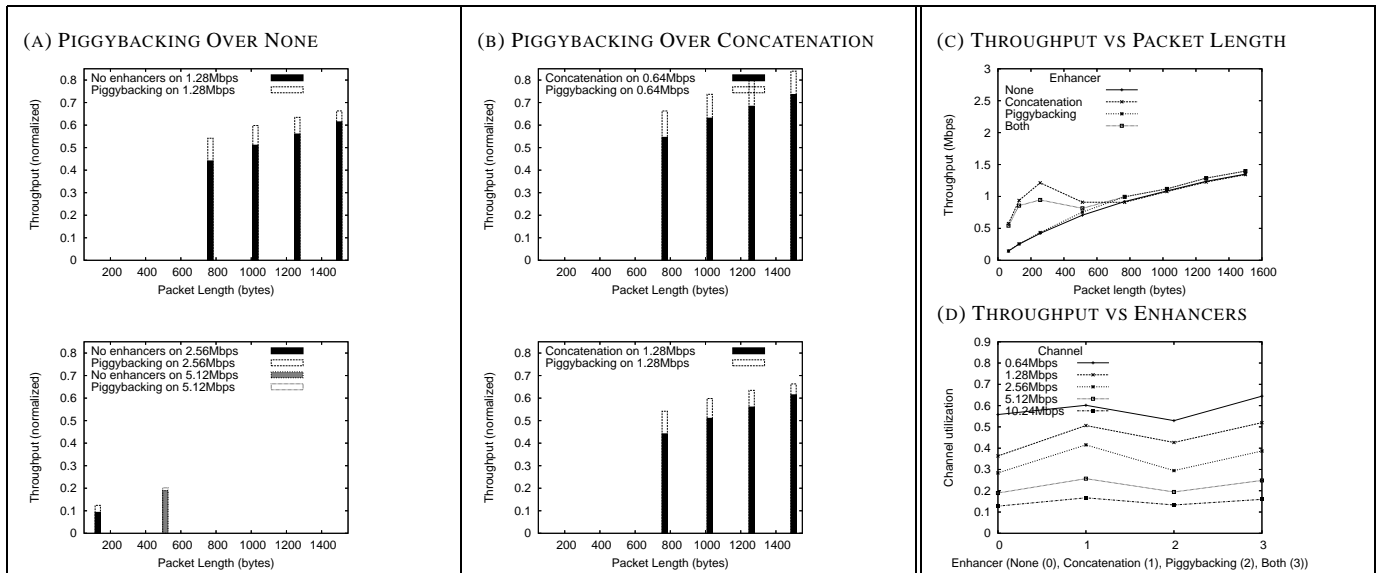 (A) PIGGYBACKING OVER NONE
No enhancers on 1.28Mbps
Piggybacking on 1.28Mbps
Throughput (normalized)
0.8
0.7
0.6
0.5
0.4
0.3
0.2
0.1
0
200 400 600 800 1000 1200 1400
Packet Length (bytes)
No enhancers on 2.56Mbps
Piggybacking on 2.56Mbps
No enhancers on 5.12Mbps
Piggybacking on 5.12Mbps
Throughput (normalized)
0.8
0.7
0.6
0.5
0.4
0.3
0.2
0.1
0
200 400 600 800 1000 1200 1400
Packet Length (bytes)
(B) PIGGYBACKING OVER CONCATENATION
Concatenation on 0.64Mbps
Piggybacking on 0.64Mbps
Throughput (normalized)
0.8
0.7
0.6
0.5
0.4
0.3
0.2
0.1
0
200 400 600 800 1000 1200 1400
Packet Length (bytes)
Concatenation on 1.28Mbps
Piggybacking on 1.28Mbps
Throughput (normalized)
0.8
0.7
0.6
0.5
0.4
0.3
0.2
0.1
0
200 400 600 800 1000 1200 1400
Packet Length (bytes)
(C) THROUGHPUT VS PACKET LENGTH
Enhancer
None
Concatenation
Piggybacking
Both
Throughput (Mbps)
3
2.5
2
1.5
1
0.5
0
0 200 400 600 800 1000 1200 1400 1600
Packet length (bytes)
(D) THROUGHPUT VS ENHANCERS
Channel
0.64Mbps
1.28Mbps
2.56Mbps
5.12Mbps
10.24Mbps
Channel utilization
0.9
0.8
0.7
0.6
0.5
0.4
0.3
0.2
0.1
0
0 1 2 3
Enhancer (None (0), Concatenation (1), Piggybacking (2), Both (3))